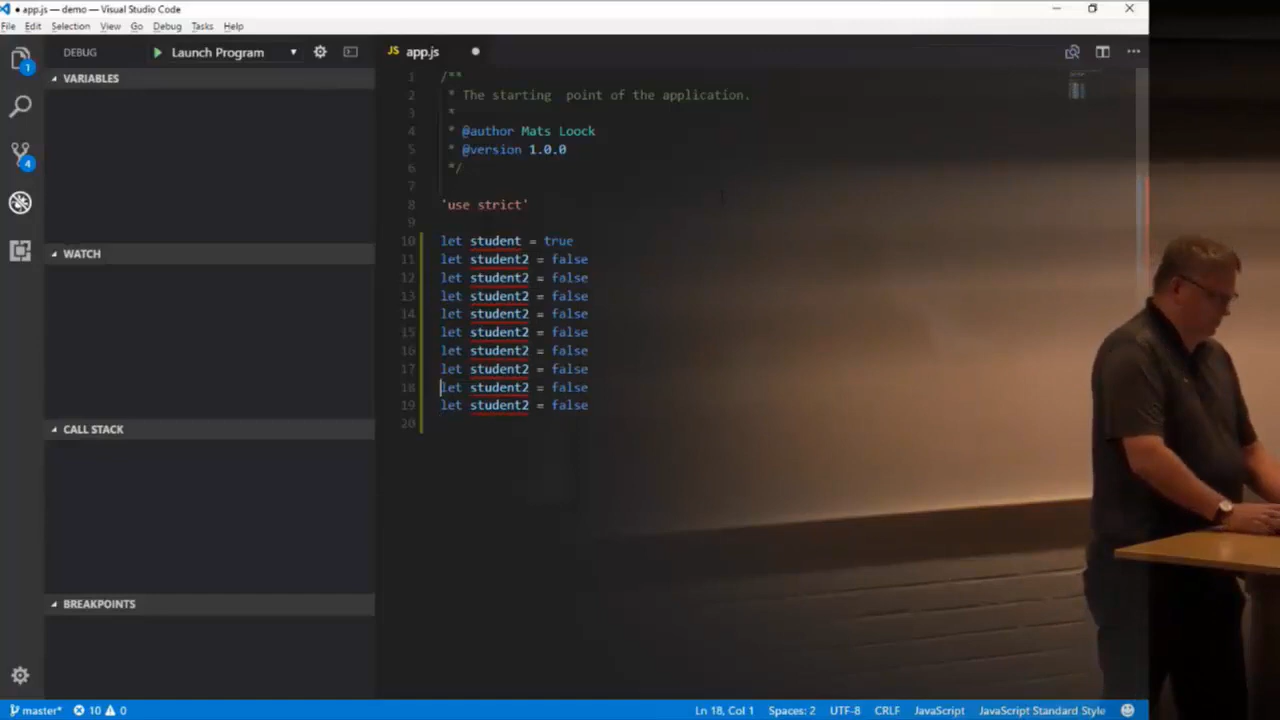 ● app.js — demo — Visual Studio Code
File Edit Selection View Go Debug Tasks Help
DEBUG Launch Program
JS app.js
VARIABLES
WATCH
CALL STACK
BREAKPOINTS
1
4
1 /**
2 * The starting  point of the application.
3 *
4 * @author Mats Loock
5 * @version 1.0.0
6 */
7
8 'use strict'
9
10 let student = true
11 let student2 = false
12 let student2 = false
13 let student2 = false
14 let student2 = false
15 let student2 = false
16 let student2 = false
17 let student2 = false
18 let student2 = false
19 let student2 = false
20
master* 10 0 Ln 18, Col 1 Spaces: 2 UTF-8 CRLF JavaScript JavaScript Standard Style